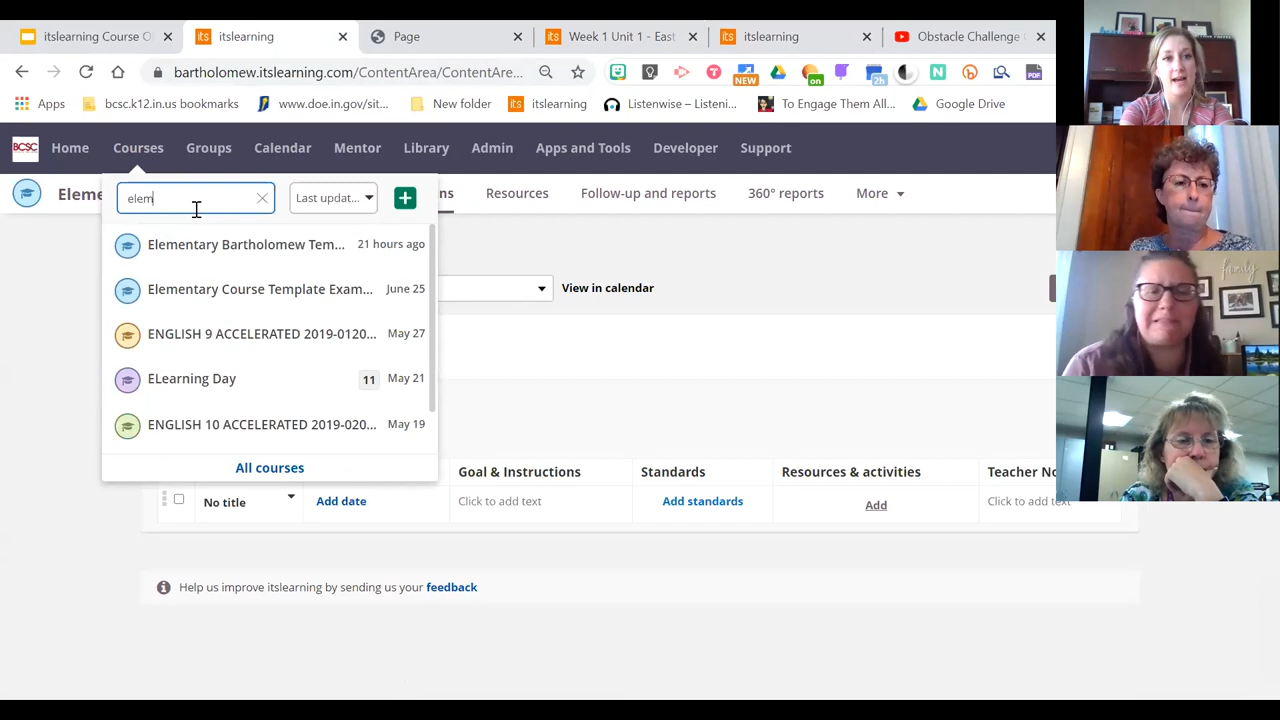 itslearning Course O
itslearning
Page
Week 1 Unit 1 - East
itslearning
Obstacle Challenge
bartholomew.itslearning.com/ContentArea/ContentAre...
NEW
on
2h
PDF
Apps
bcsc.k12.in.us bookmarks
www.doe.in.gov/sit...
New folder
its
itslearning
Listenwise – Listeni...
To Engage Them All...
Google Drive
BCSC
Home
Courses
Groups
Calendar
Mentor
Library
Admin
Apps and Tools
Developer
Support
Eleme
ns
Resources
Follow-up and reports
360° reports
More
elem
Last updat...
Elementary Bartholomew Tem...
21 hours ago
Elementary Course Template Exam...
June 25
ENGLISH 9 ACCELERATED 2019-0120...
May 27
ELearning Day
11
May 21
ENGLISH 10 ACCELERATED 2019-020...
May 19
All courses
View in calendar
Goal & Instructions
Standards
Resources & activities
Teacher No
No title
Add date
Click to add text
Add standards
Add
Click to add text
Help us improve itslearning by sending us your feedback
family